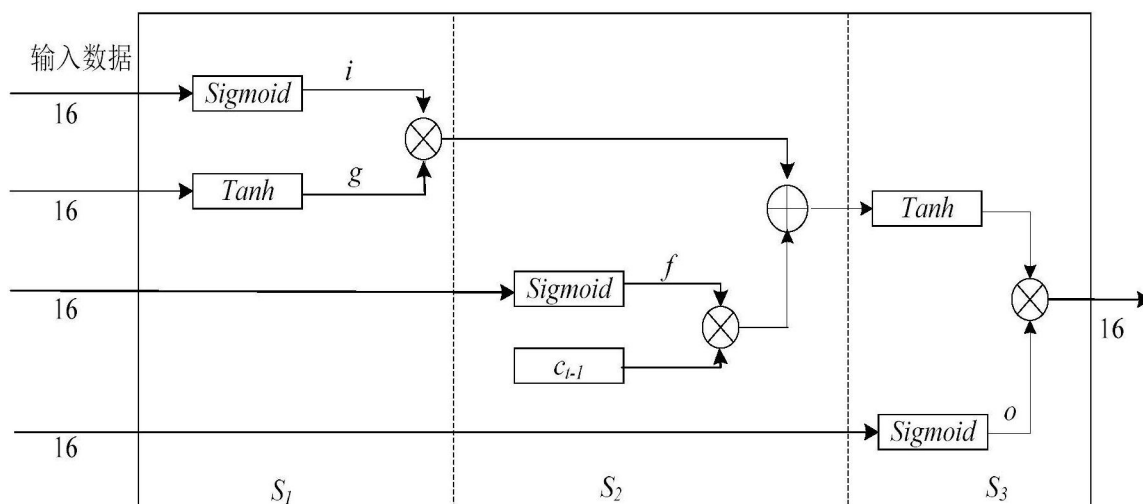 输入数据
16
Sigmoid
i
16
Tanh
g
Tanh
16
Sigmoid
f
c_{t-1}
16
16
Sigmoid
o
S_1
S_2
S_3